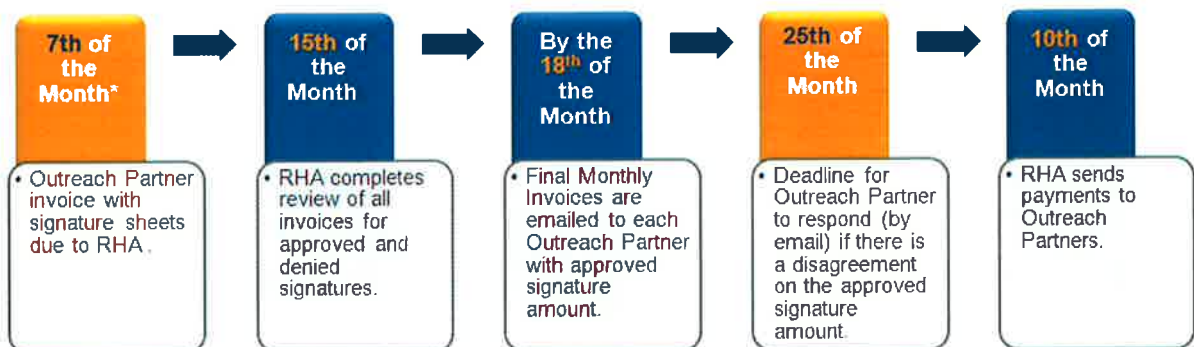 7th of
the
Month*
• Outreach Partner
invoice with
signature sheets
due to RHA.
15th of
the
Month
• RHA completes
review of all
invoices for
approved and
denied
signatures.
By the
18th of
the
Month
• Final Monthly
Invoices are
emailed to each
Outreach Partner
with approved
signature
amount.
25th of
the
Month
• Deadline for
Outreach Partner
to respond (by
email) if there is
a disagreement
on the approved
signature
amount.
10th of
the
Month
• RHA sends
payments to
Outreach
Partners.